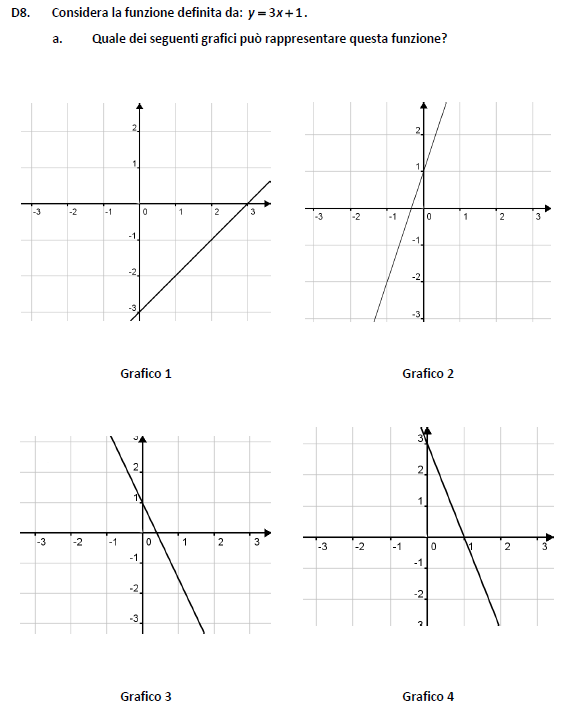 D8. Considera la funzione definita da: y = 3x + 1.
a. Quale dei seguenti grafici può rappresentare questa funzione?
2
1
-3 -2 -1 0 1 2 3
-1
-2
-3
2
1
-3 -2 -1 0 1 2 3
-1
-2
-3
Grafico 1 Grafico 2
3
2
1
-3 -2 -1 0 1 2 3
-1
-2
-3
3
2
1
-3 -2 -1 0 1 2 3
-1
-2
3
Grafico 3 Grafico 4